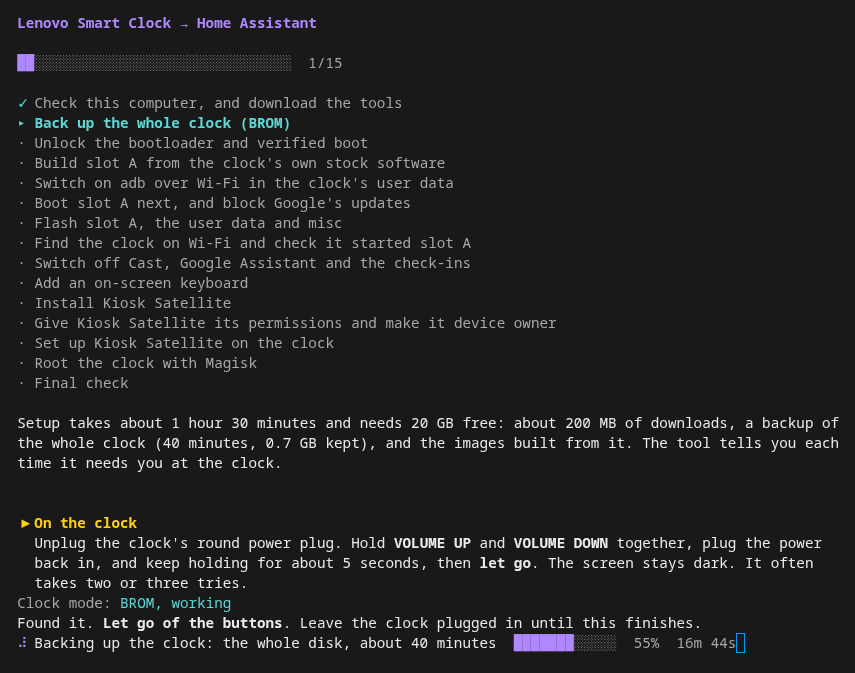 Lenovo Smart Clock → Home Assistant
1/15
✓ Check this computer, and download the tools
▸ Back up the whole clock (BROM)
· Unlock the bootloader and verified boot
· Build slot A from the clock's own stock software
· Switch on adb over Wi-Fi in the clock's user data
· Boot slot A next, and block Google's updates
· Flash slot A, the user data and misc
· Find the clock on Wi-Fi and check it started slot A
· Switch off Cast, Google Assistant and the check-ins
· Add an on-screen keyboard
· Install Kiosk Satellite
· Give Kiosk Satellite its permissions and make it device owner
· Set up Kiosk Satellite on the clock
· Root the clock with Magisk
· Final check
Setup takes about 1 hour 30 minutes and needs 20 GB free: about 200 MB of downloads, a backup of
the whole clock (40 minutes, 0.7 GB kept), and the images built from it. The tool tells you each
time it needs you at the clock.
▶ On the clock
Unplug the clock's round power plug. Hold VOLUME UP and VOLUME DOWN together, plug the power
back in, and keep holding for about 5 seconds, then let go. The screen stays dark. It often
takes two or three tries.
Clock mode: BROM, working
Found it. Let go of the buttons. Leave the clock plugged in until this finishes.
Backing up the clock: the whole disk, about 40 minutes 55% 16m 44s